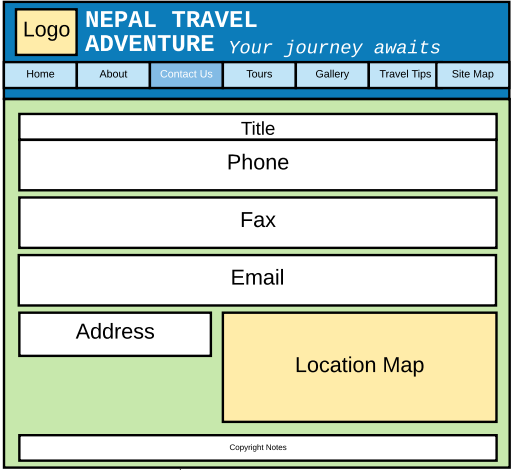 Logo
NEPAL TRAVEL
ADVENTURE Your journey awaits
Home About Contact Us Tours Gallery Travel Tips Site Map
Title
Phone
Fax
Email
Address
Location Map
Copyright Notes